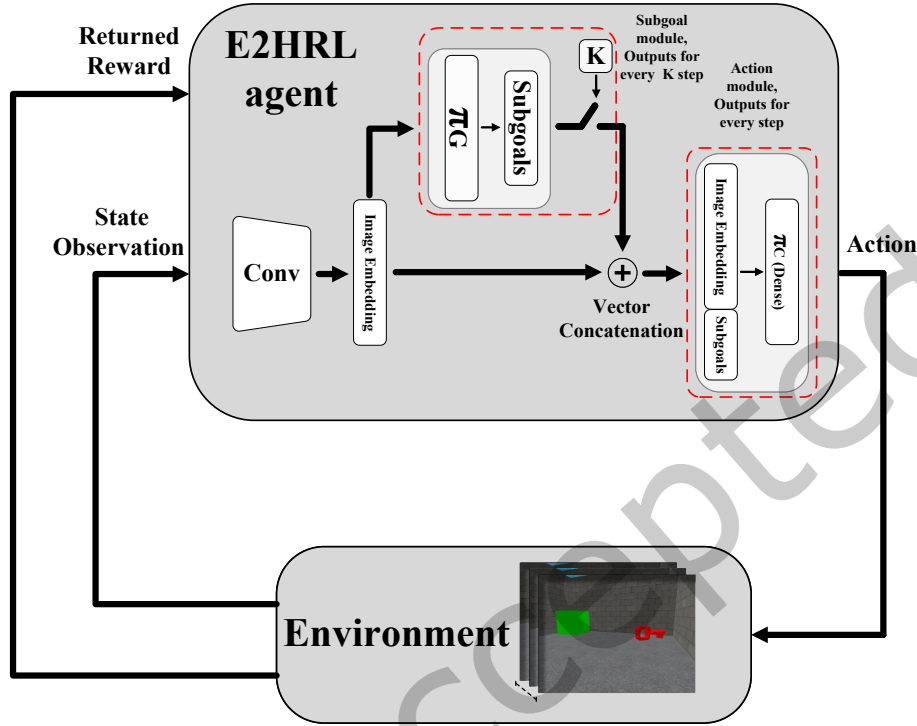 Returned
Reward
E2HRL
agent
πG
Subgoals
K
Subgoal
module,
Outputs for
every K step
Action
module,
Outputs for
every step
State
Observation
Conv
Image Embedding
+
Vector
Concatenation
Image Embedding
Subgoals
πC (Dense)
Action
Environment
Accepted